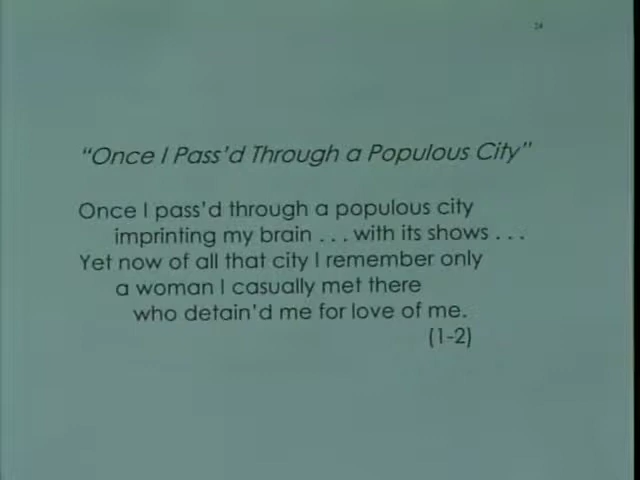 24
"Once I Pass'd Through a Populous City"
Once I pass'd through a populous city
imprinting my brain . . . with its shows . . .
Yet now of all that city I remember only
a woman I casually met there
who detain'd me for love of me.
(1-2)